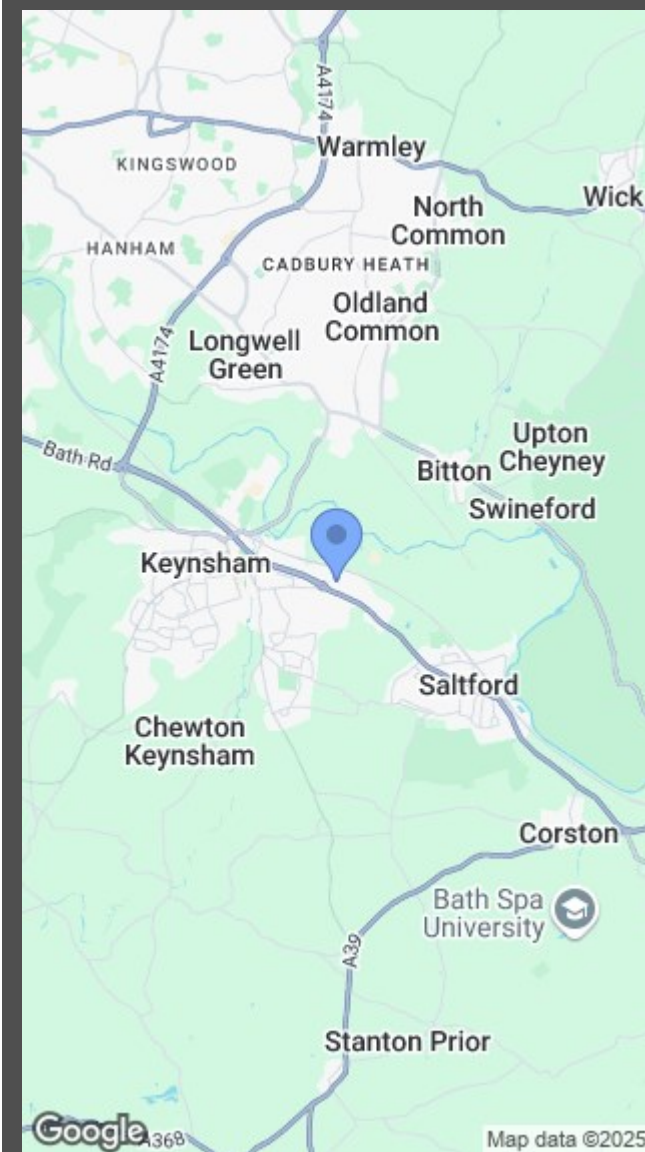 A4174
Warmley
KINGSWOOD
Wick
North
Common
HANHAM
CADBURY HEATH
Oldland
Common
A4174
Longwell
Green
Bath Rd
Upton
Cheyney
Bitton
Swineford
Keynsham
Saltford
Chewton
Keynsham
Corston
Bath Spa
University
A39
Stanton Prior
Google
A368
Map data ©2025